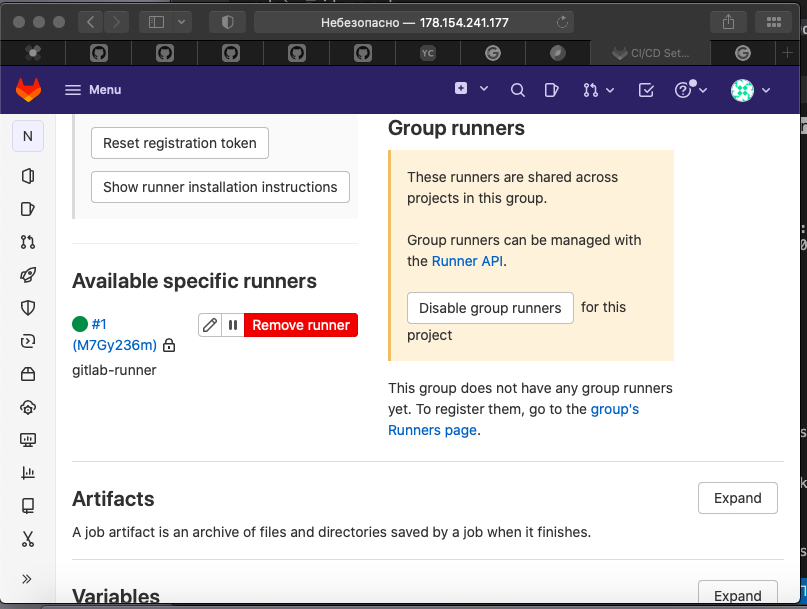 Небезопасно — 178.154.241.177
YC
CI/CD Set...
Menu
N
Reset registration token
Show runner installation instructions
Available specific runners
#1
(M7Gy236m)
Remove runner
gitlab-runner
Group runners
These runners are shared across
projects in this group.
Group runners can be managed with
the Runner API.
Disable group runners for this
project
This group does not have any group runners
yet. To register them, go to the group's
Runners page.
Artifacts
Expand
A job artifact is an archive of files and directories saved by a job when it finishes.
Variables
Expand